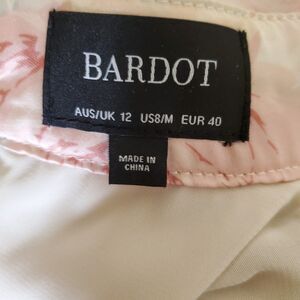 BARDOT
AUS/UK 12 US8/M EUR 40
MADE IN
CHINA